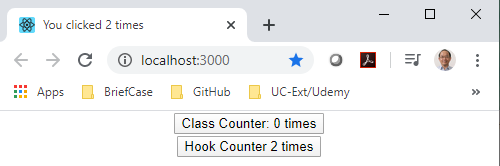 You clicked 2 times
localhost:3000
Apps BriefCase GitHub UC-Ext/Udemy
Class Counter: 0 times
Hook Counter 2 times